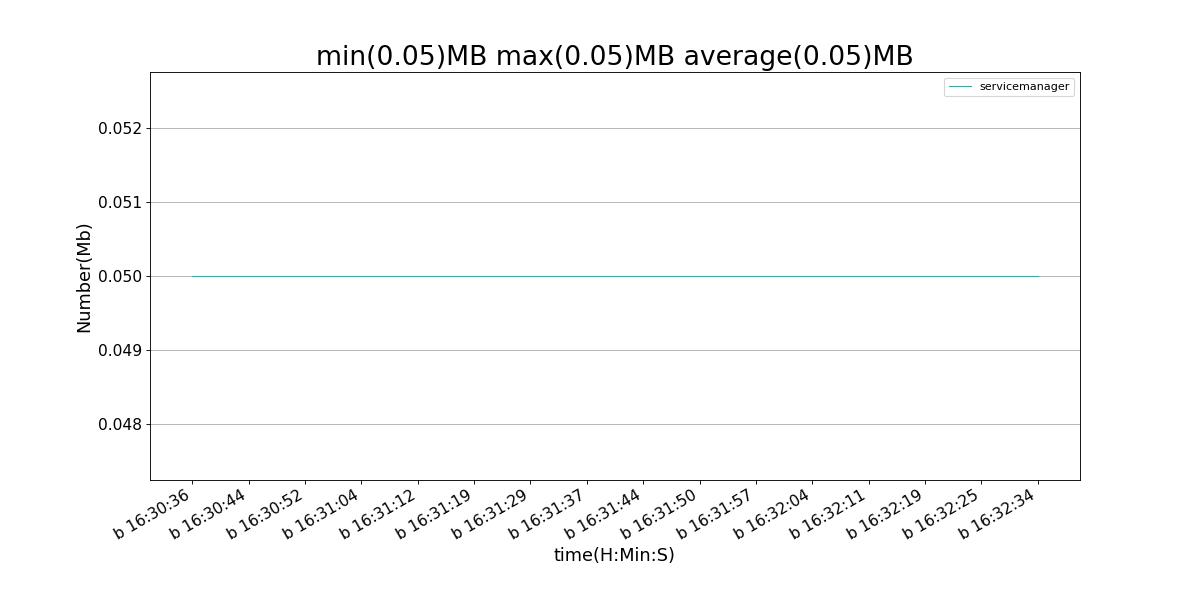 min(0.05)MB max(0.05)MB average(0.05)MB
servicemanager
0.052
0.051
0.050
0.049
0.048
Number(Mb)
b 16:30:36
b 16:30:44
b 16:30:52
b 16:31:04
b 16:31:12
b 16:31:19
b 16:31:29
b 16:31:37
b 16:31:44
b 16:31:50
b 16:31:57
b 16:32:04
b 16:32:11
b 16:32:19
b 16:32:25
b 16:32:34
time(H:Min:S)